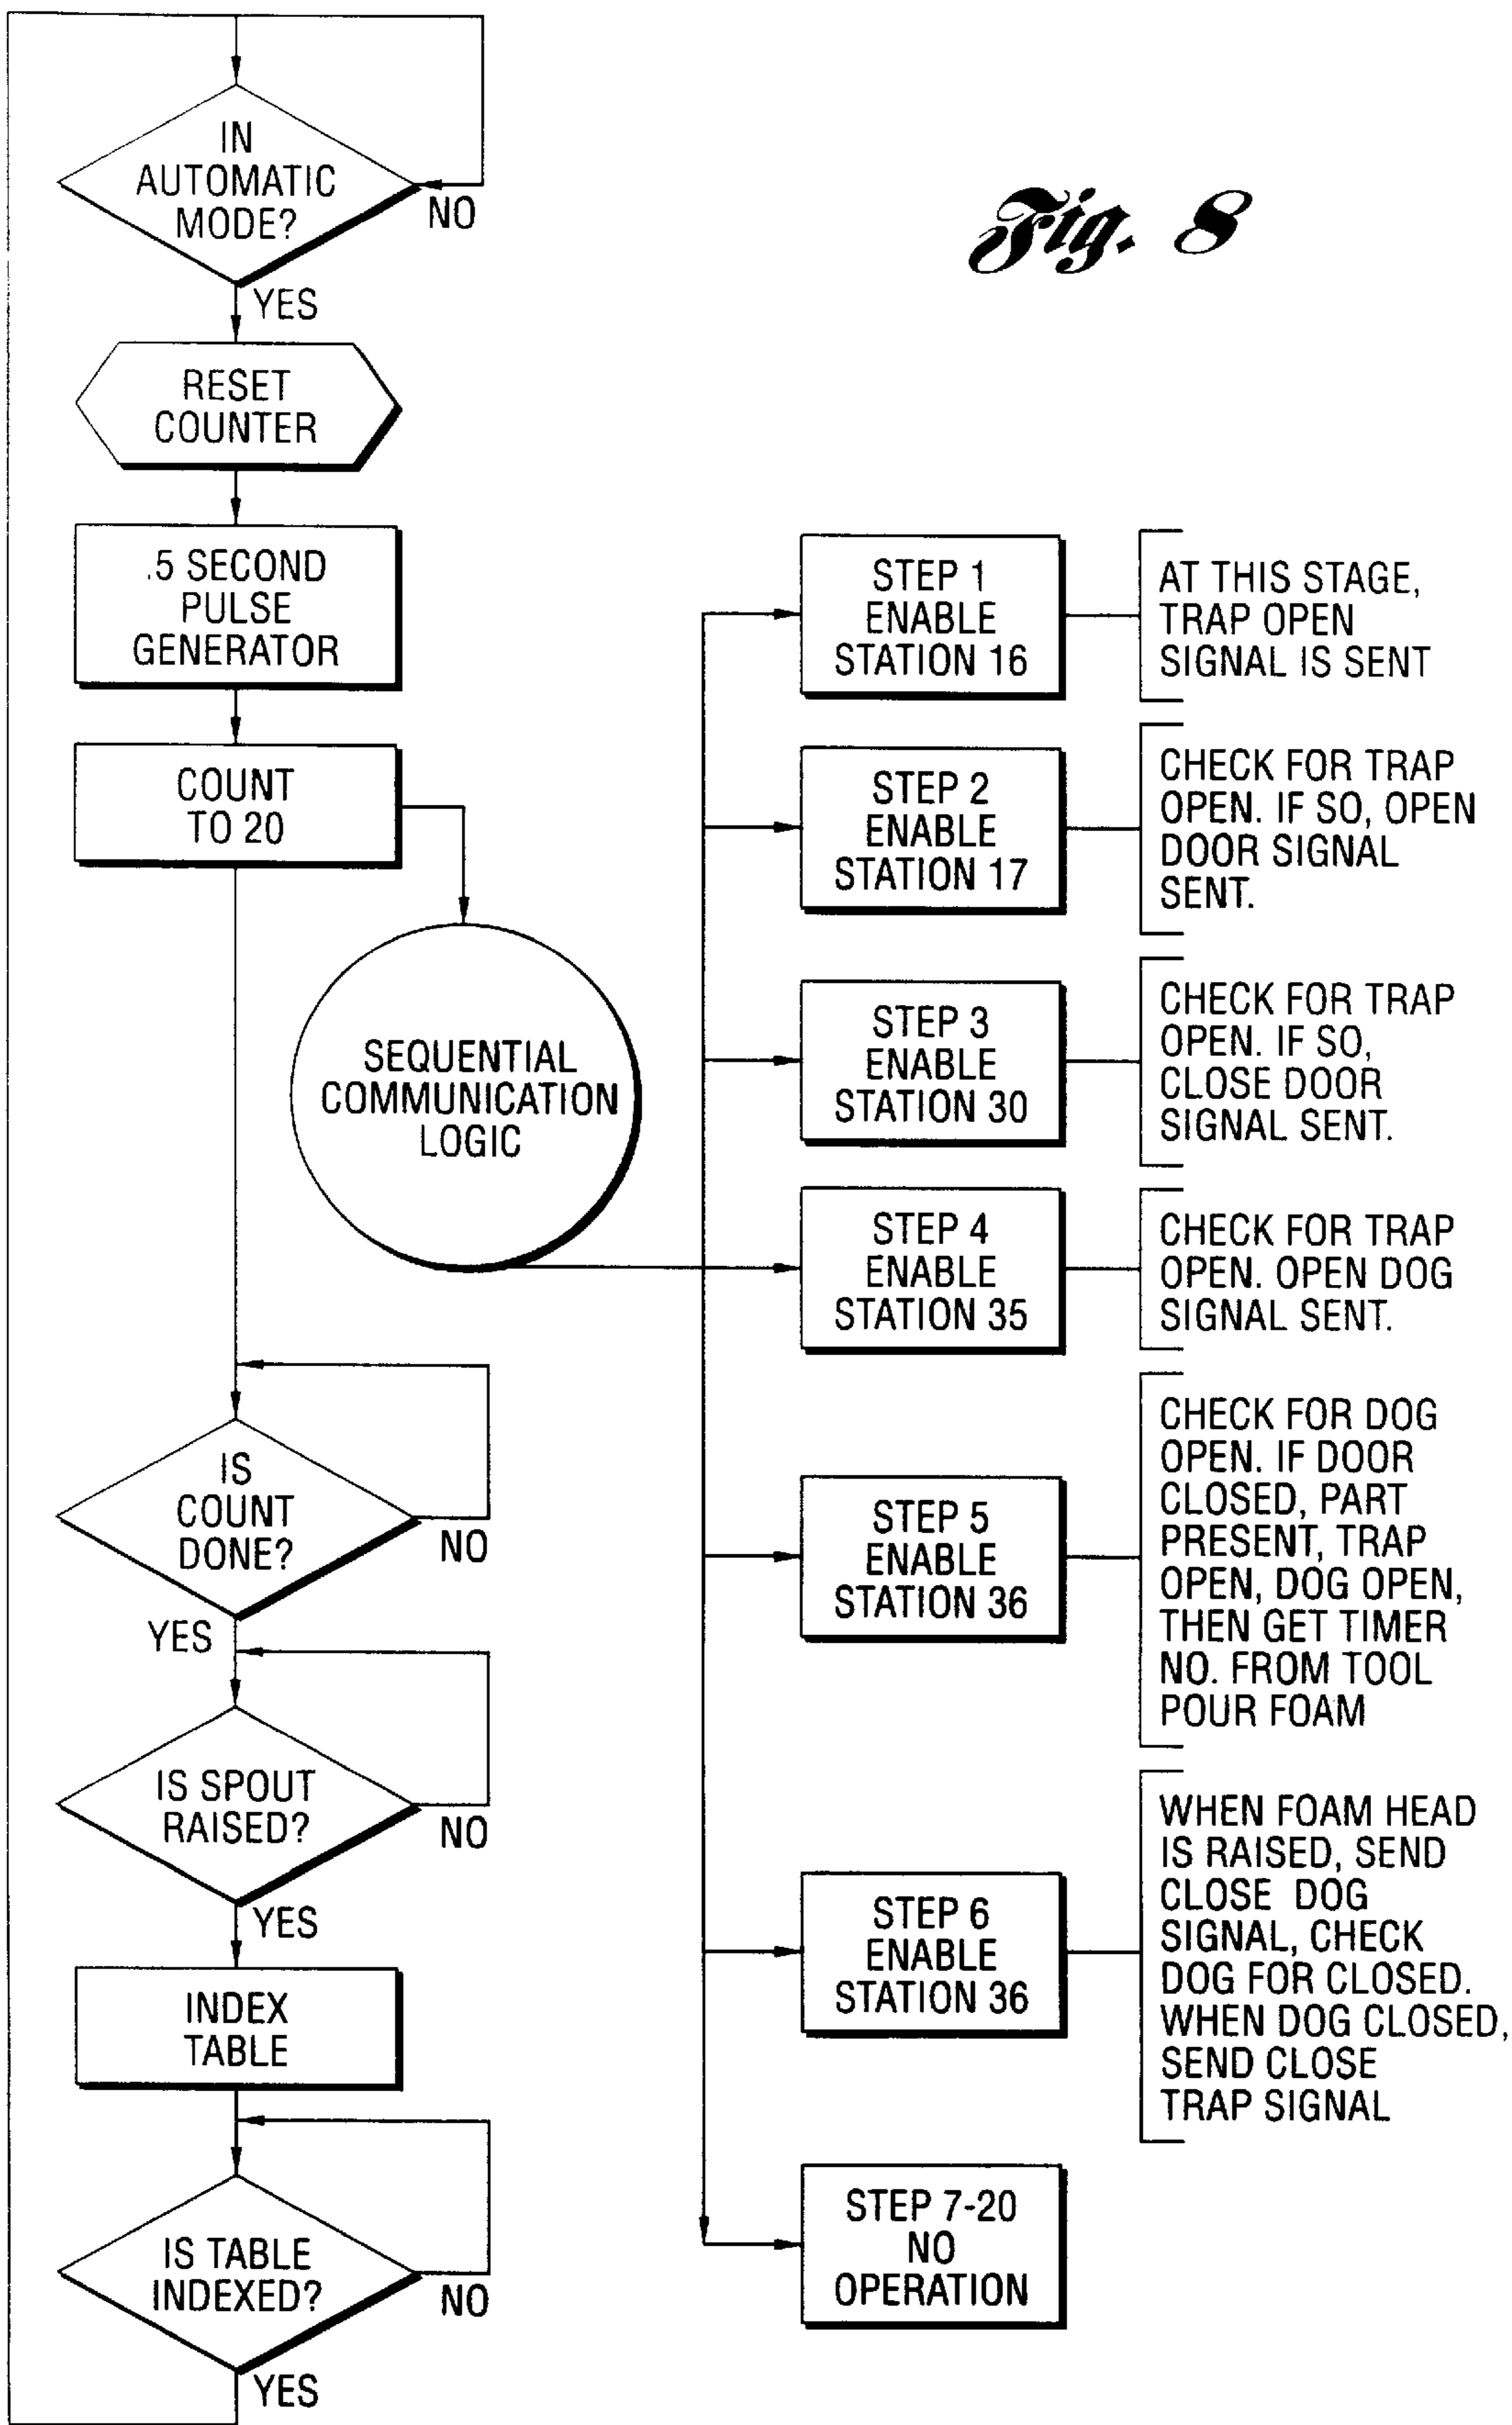 Fig. 8
IN
AUTOMATIC
MODE?
NO
YES
RESET
COUNTER
.5 SECOND
PULSE
GENERATOR
COUNT
TO 20
SEQUENTIAL
COMMUNICATION
LOGIC
IS
COUNT
DONE?
NO
YES
IS SPOUT
RAISED?
NO
YES
INDEX
TABLE
IS TABLE
INDEXED?
NO
YES
STEP 1
ENABLE
STATION 16
AT THIS STAGE,
TRAP OPEN
SIGNAL IS SENT
STEP 2
ENABLE
STATION 17
CHECK FOR TRAP
OPEN. IF SO, OPEN
DOOR SIGNAL
SENT.
STEP 3
ENABLE
STATION 30
CHECK FOR TRAP
OPEN. IF SO,
CLOSE DOOR
SIGNAL SENT.
STEP 4
ENABLE
STATION 35
CHECK FOR TRAP
OPEN. OPEN DOG
SIGNAL SENT.
STEP 5
ENABLE
STATION 36
CHECK FOR DOG
OPEN. IF DOOR
CLOSED, PART
PRESENT, TRAP
OPEN, DOG OPEN,
THEN GET TIMER
NO. FROM TOOL
POUR FOAM
STEP 6
ENABLE
STATION 36
WHEN FOAM HEAD
IS RAISED, SEND
CLOSE DOG
SIGNAL, CHECK
DOG FOR CLOSED.
WHEN DOG CLOSED,
SEND CLOSE
TRAP SIGNAL
STEP 7-20
NO
OPERATION